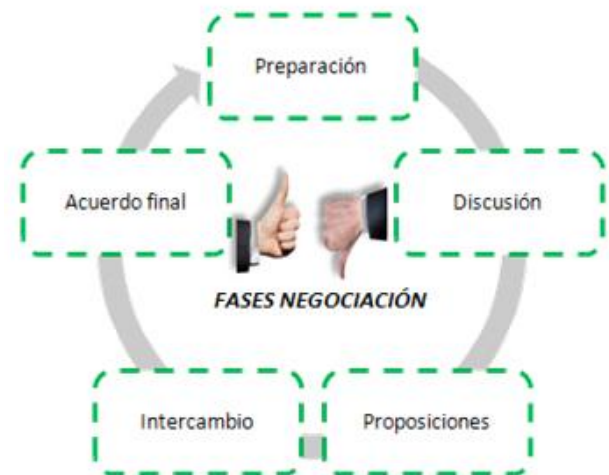 Preparación
Discusión
Proposiciones
Intercambio
Acuerdo final
FASES NEGOCIACIÓN